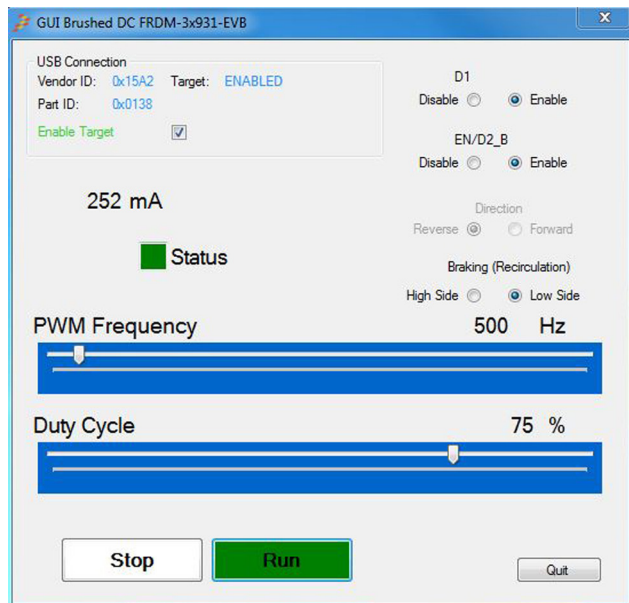 GUI Brushed DC FRDM-3x931-EVB
USB Connection
Vendor ID: 0x15A2 Target: ENABLED
Part ID: 0x0138
Enable Target
D1
Disable Enable
EN/D2_B
Disable Enable
252 mA
Direction
Reverse Forward
Status
Braking (Recirculation)
High Side Low Side
PWM Frequency 500 Hz
Duty Cycle 75 %
Stop Run Quit